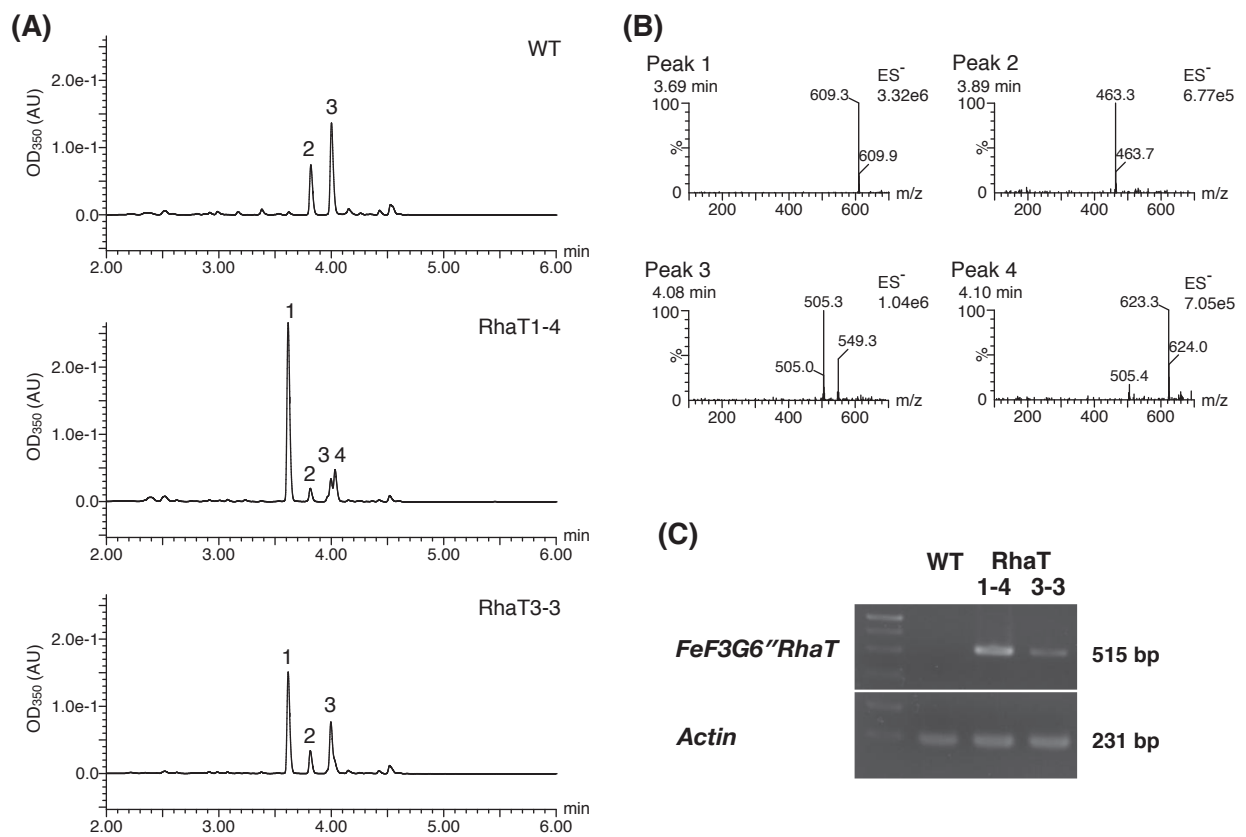 (A)
WT
OD350 (AU)
2.0e-1
1.0e-1
0.0
2
3
min
2.00 3.00 4.00 5.00 6.00
RhaT1-4
OD350 (AU)
2.0e-1
1.0e-1
0.0
1
2
3 4
min
2.00 3.00 4.00 5.00 6.00
RhaT3-3
OD350 (AU)
2.0e-1
1.0e-1
0.0
1
2
3
min
2.00 3.00 4.00 5.00 6.00
(B)
Peak 1
3.69 min
ES-
3.32e6
100
%
0
609.3
609.9
m/z
200 400 600
Peak 2
3.89 min
ES-
6.77e5
100
%
0
463.3
463.7
m/z
200 400 600
Peak 3
4.08 min
ES-
1.04e6
100
%
0
505.3
549.3
505.0
m/z
200 400 600
Peak 4
4.10 min
ES-
7.05e5
100
%
0
623.3
624.0
505.4
m/z
200 400 600
(C)
WT RhaT
1-4 3-3
FeF3G6″RhaT 515 bp
Actin 231 bp